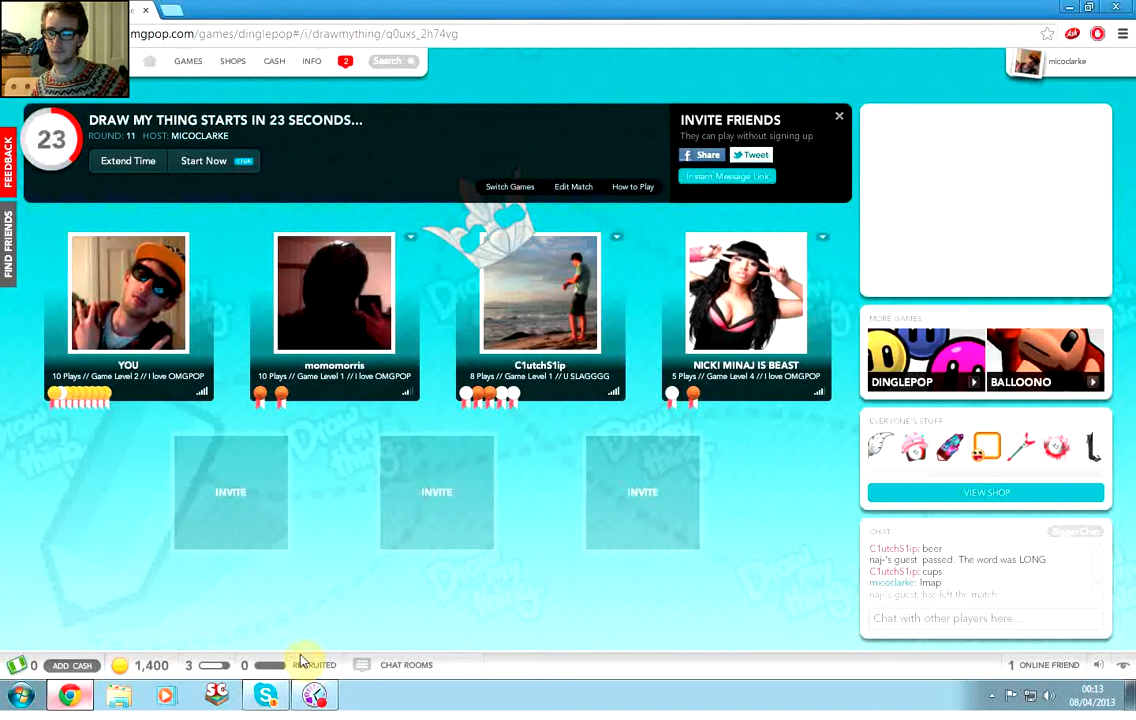 mgpop.com/games/dinglepop#/i/drawmything/q0uxs_2h74vg
GAMES SHOPS CASH INFO 2 Search
micoclarke
FEEDBACK
FIND FRIENDS
23
DRAW MY THING STARTS IN 23 SECONDS...
ROUND: 11 HOST: MICOCLARKE
Extend Time Start Now STAR
Switch Games Edit Match How to Play
INVITE FRIENDS
They can play without signing up
f Share Tweet
Instant Message Link
YOU
10 Plays // Game Level 2 // I love OMGPOP
momomorris
10 Plays // Game Level 1 // I love OMGPOP
C1utchS1ip
8 Plays // Game Level 1 // U SLAGGGG
NICKI MINAJ IS BEAST
5 Plays // Game Level 4 // I love OMGPOP
INVITE INVITE INVITE
MORE GAMES
DINGLEPOP BALLOONO
EVERYONE'S STUFF
VIEW SHOP
CHAT Bigger Chat
C1utchS1ip: beer
naj-'s guest passed. The word was LONG
C1utchS1ip: cups
micoclarke: lmap
naj-'s guest has left the match
Chat with other players here...
0 ADD CASH 1,400 3 0 RECRUITED CHAT ROOMS
1 ONLINE FRIEND
00:13
08/04/2013